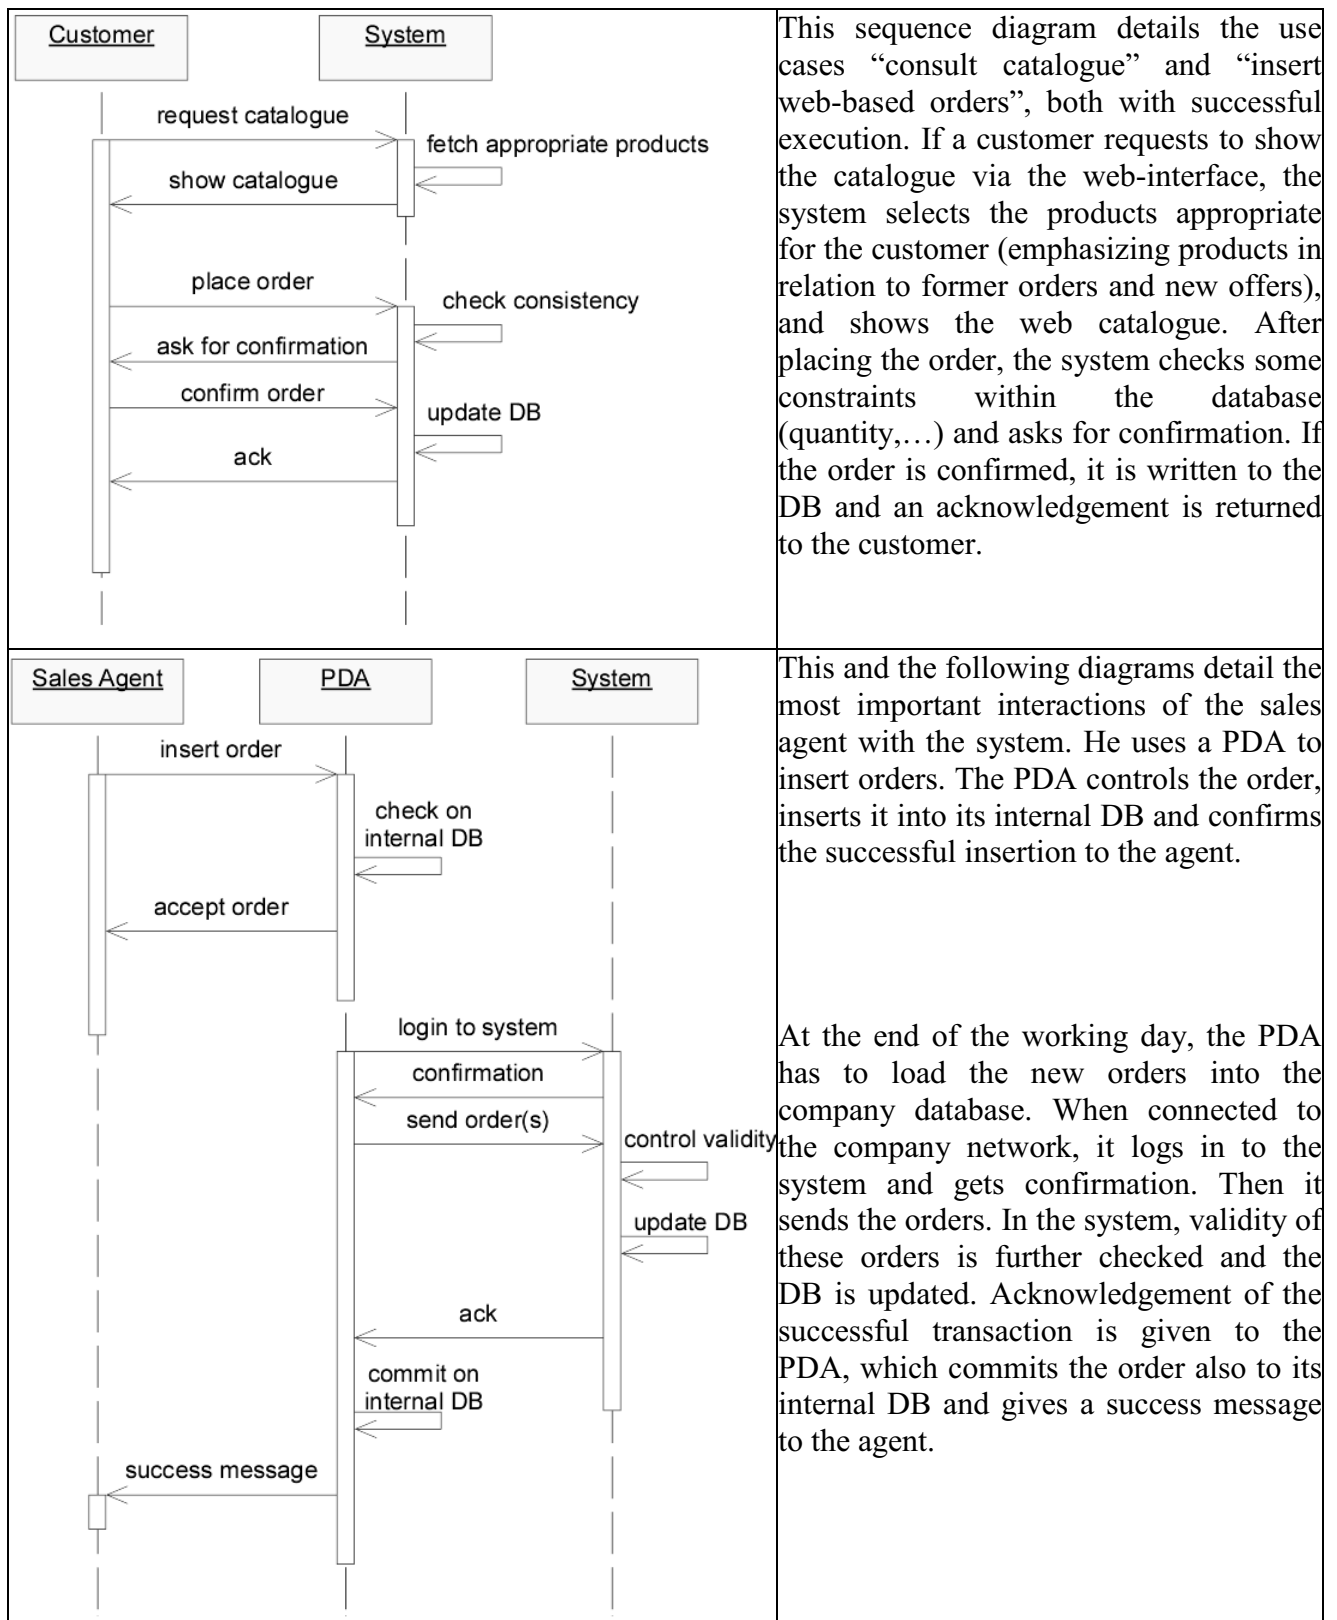 Customer
System
request catalogue
fetch appropriate products
show catalogue
place order
check consistency
ask for confirmation
confirm order
update DB
ack
This sequence diagram details the use
cases “consult catalogue” and “insert
web-based orders”, both with successful
execution. If a customer requests to show
the catalogue via the web-interface, the
system selects the products appropriate
for the customer (emphasizing products in
relation to former orders and new offers),
and shows the web catalogue. After
placing the order, the system checks some
constraints within the database
(quantity,…) and asks for confirmation. If
the order is confirmed, it is written to the
DB and an acknowledgement is returned
to the customer.
Sales Agent
PDA
System
insert order
check on
internal DB
accept order
login to system
confirmation
send order(s)
control validity
update DB
ack
commit on
internal DB
success message
This and the following diagrams detail the
most important interactions of the sales
agent with the system. He uses a PDA to
insert orders. The PDA controls the order,
inserts it into its internal DB and confirms
the successful insertion to the agent.
At the end of the working day, the PDA
has to load the new orders into the
company database. When connected to
the company network, it logs in to the
system and gets confirmation. Then it
sends the orders. In the system, validity of
these orders is further checked and the
DB is updated. Acknowledgement of the
successful transaction is given to the
PDA, which commits the order also to its
internal DB and gives a success message
to the agent.